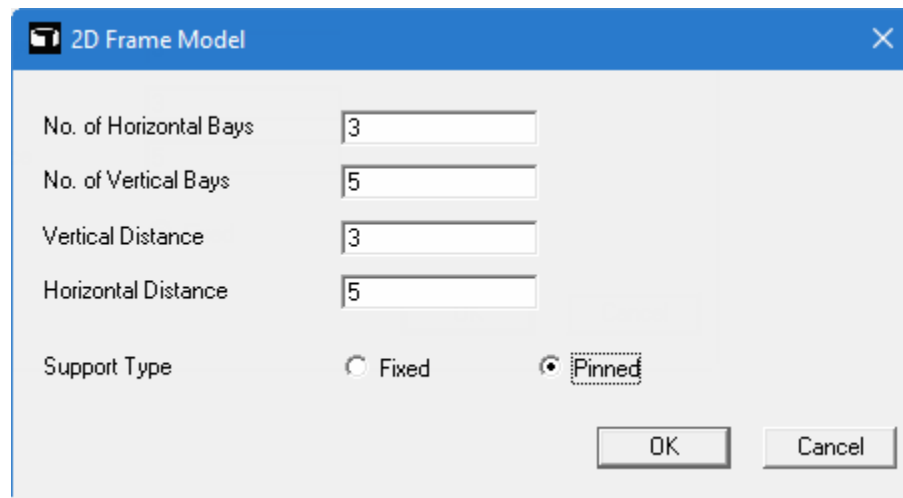 2D Frame Model
No. of Horizontal Bays 3
No. of Vertical Bays 5
Vertical Distance 3
Horizontal Distance 5
Support Type Fixed Pinned
OK Cancel